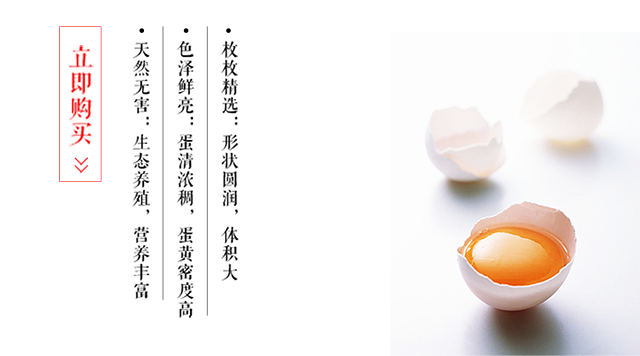 枚枚精选：形状圆润，体积大
色泽鲜亮：蛋清浓稠，蛋黄密度高
天然无害：生态养殖，营养丰富
立即购买